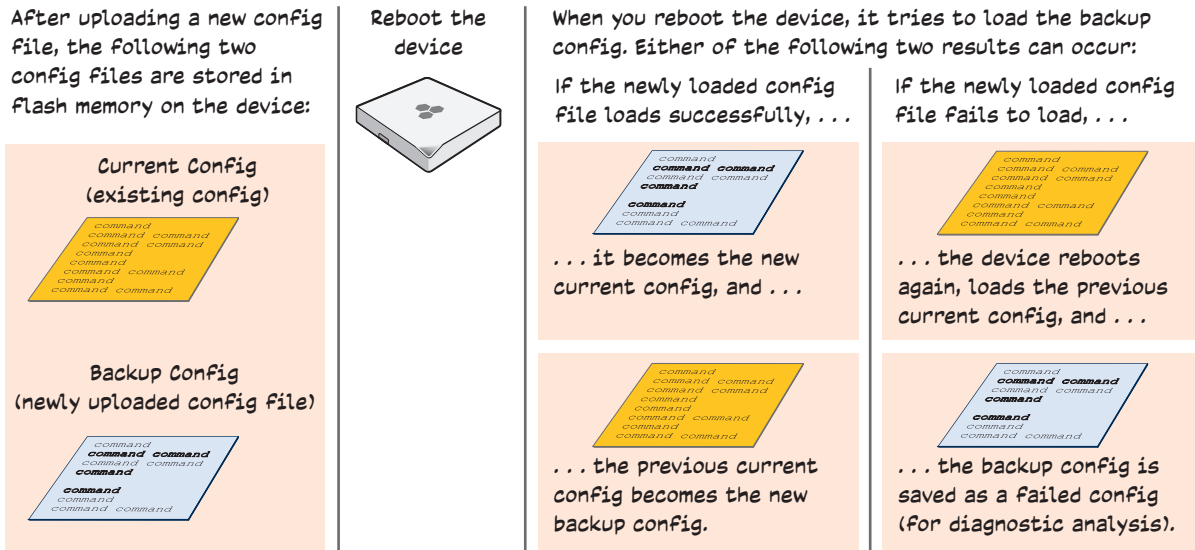 After uploading a new config
file, the following two
config files are stored in
flash memory on the device:
Current Config
(existing config)
command
command command
command command
command
command
command command
command
command command
Backup Config
(newly uploaded config file)
command
command command
command command
command
command
command
command command
Reboot the
device
When you reboot the device, it tries to load the backup
config. Either of the following two results can occur:
If the newly loaded config
file loads successfully, . . .
command
command command
command command
command
command
command
command command
. . . it becomes the new
current config, and . . .
command
command command
command command
command
command
command command
command
command command
. . . the previous current
config becomes the new
backup config.
If the newly loaded config
file fails to load, . . .
command
command command
command command
command
command
command command
command
command command
. . . the device reboots
again, loads the previous
current config, and . . .
command
command command
command command
command
command
command
command command
. . . the backup config is
saved as a failed config
(for diagnostic analysis).